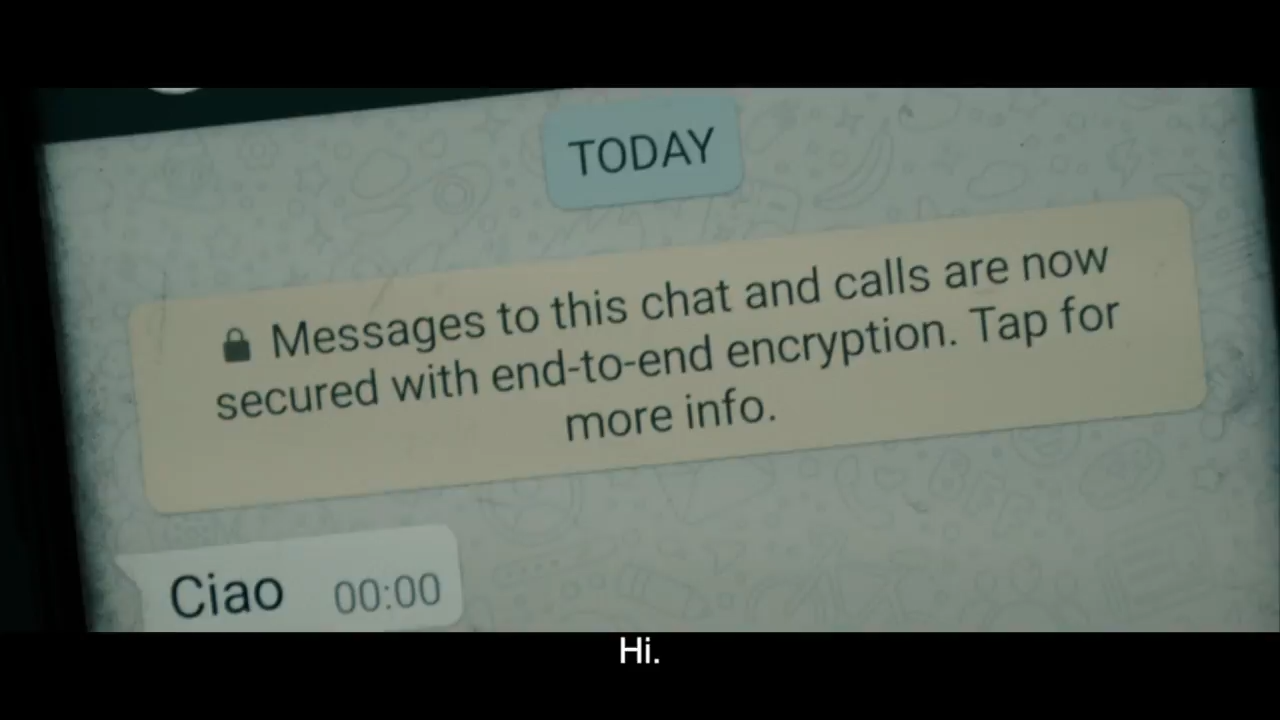 TODAY
Messages to this chat and calls are now
secured with end-to-end encryption. Tap for
more info.
Ciao 00:00
Hi.